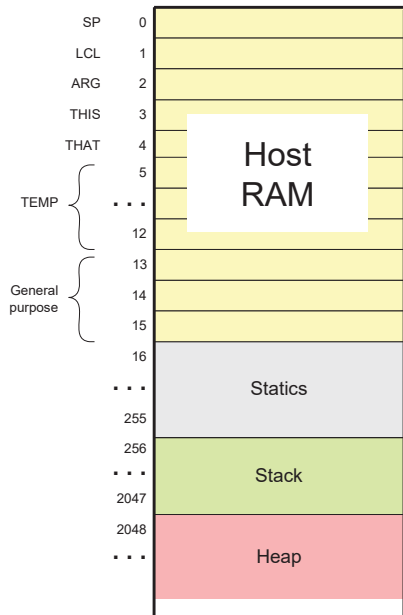 SP 0
LCL 1
ARG 2
THIS 3
THAT 4
5
TEMP . . .
12
Host
RAM
13
General
purpose
14
15
16
. . . Statics
255
256
. . . Stack
2047
2048
. . . Heap